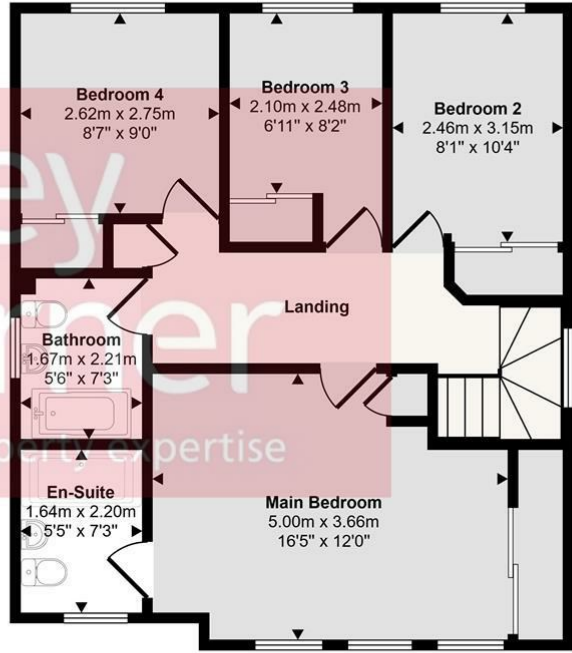 Bedroom 4
2.62m x 2.75m
8'7" x 9'0"
Bedroom 3
2.10m x 2.48m
6'11" x 8'2"
Bedroom 2
2.46m x 3.15m
8'1" x 10'4"
ey
Landing
Bathroom
1.67m x 2.21m
5'6" x 7'3"
rner
perty expertise
En-Suite
1.64m x 2.20m
5'5" x 7'3"
Main Bedroom
5.00m x 3.66m
16'5" x 12'0"